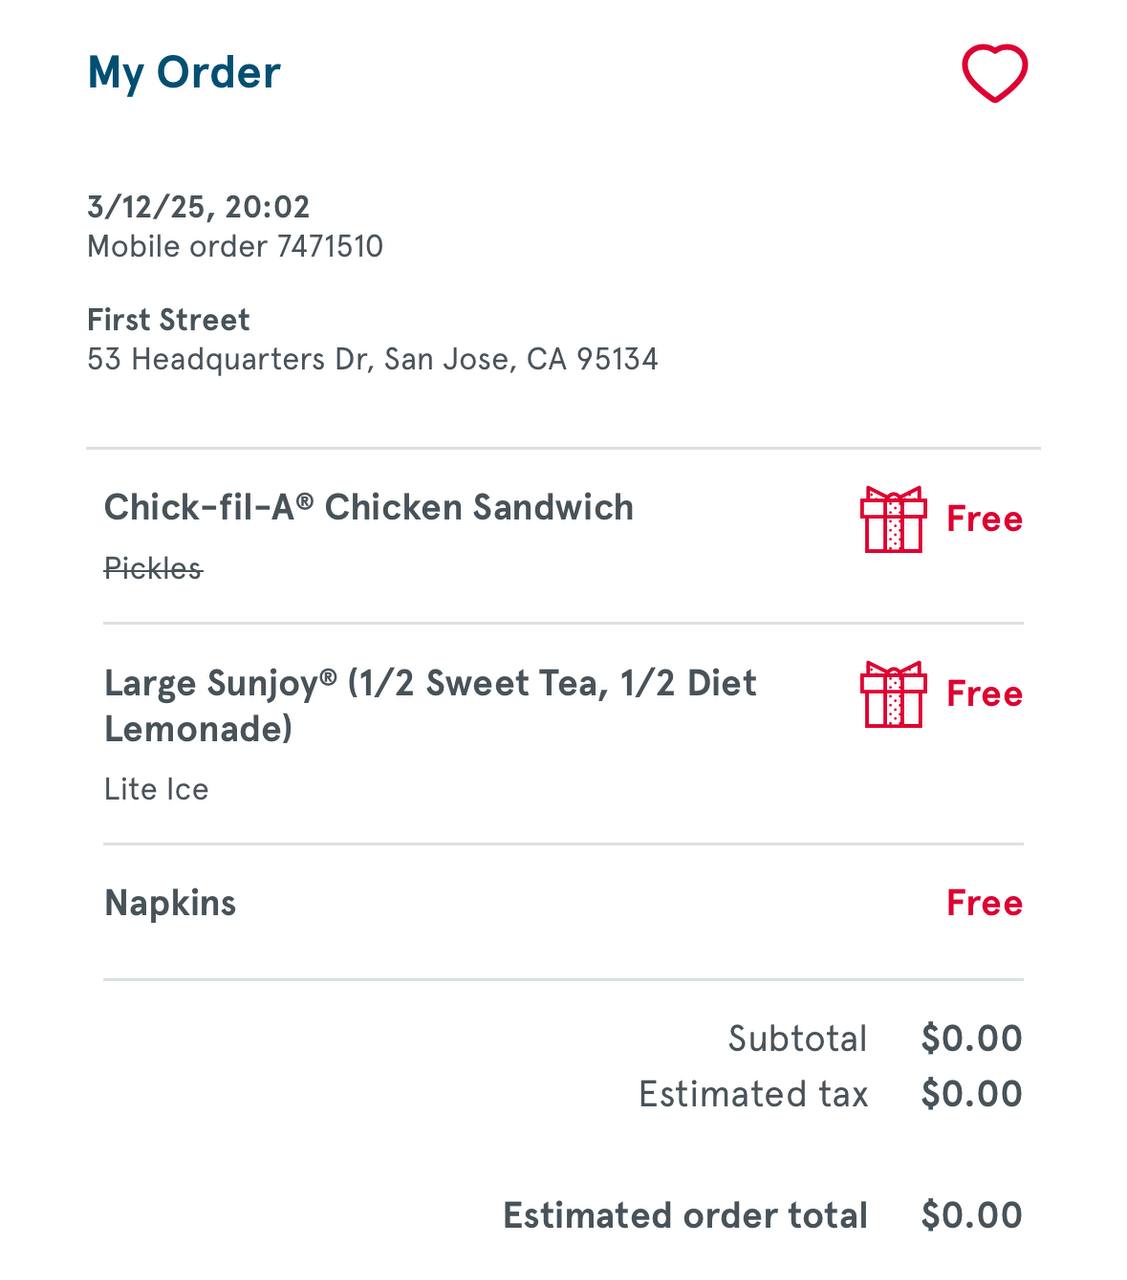 My Order
3/12/25, 20:02
Mobile order 7471510
First Street
53 Headquarters Dr, San Jose, CA 95134
Chick-fil-A® Chicken Sandwich
Free
Pickles
Large Sunjoy® (1/2 Sweet Tea, 1/2 Diet
Lemonade)
Free
Lite Ice
Napkins
Free
Subtotal $0.00
Estimated tax $0.00
Estimated order total $0.00